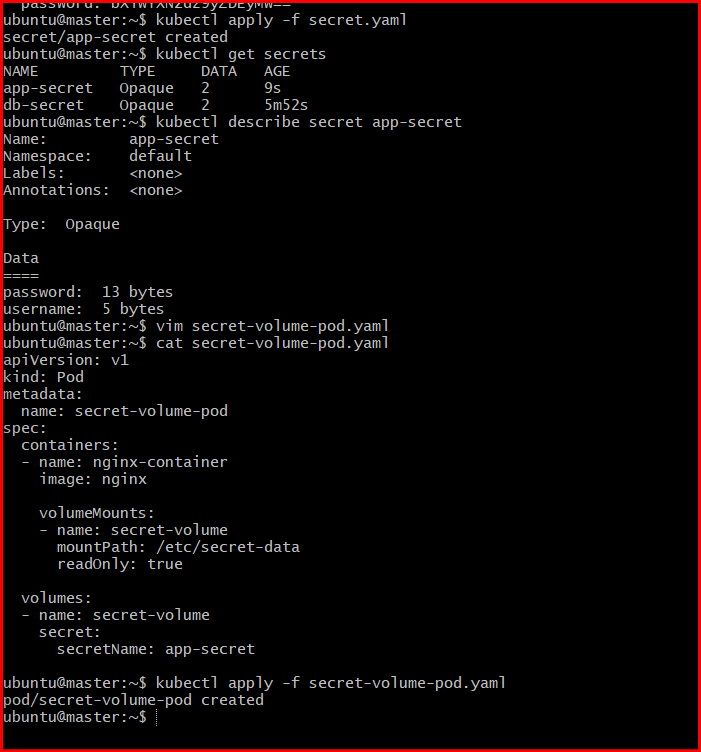 password:
ubuntu@master:~$ kubectl apply -f secret.yaml
secret/app-secret created
ubuntu@master:~$ kubectl get secrets
NAME         TYPE     DATA   AGE
app-secret   Opaque   2      9s
db-secret    Opaque   2      5m52s
ubuntu@master:~$ kubectl describe secret app-secret
Name:         app-secret
Namespace:    default
Labels:       <none>
Annotations:  <none>

Type:  Opaque

Data
====
password:  13 bytes
username:  5 bytes
ubuntu@master:~$ vim secret-volume-pod.yaml
ubuntu@master:~$ cat secret-volume-pod.yaml
apiVersion: v1
kind: Pod
metadata:
  name: secret-volume-pod
spec:
  containers:
  - name: nginx-container
    image: nginx

    volumeMounts:
    - name: secret-volume
      mountPath: /etc/secret-data
      readOnly: true

  volumes:
  - name: secret-volume
    secret:
      secretName: app-secret

ubuntu@master:~$ kubectl apply -f secret-volume-pod.yaml
pod/secret-volume-pod created
ubuntu@master:~$